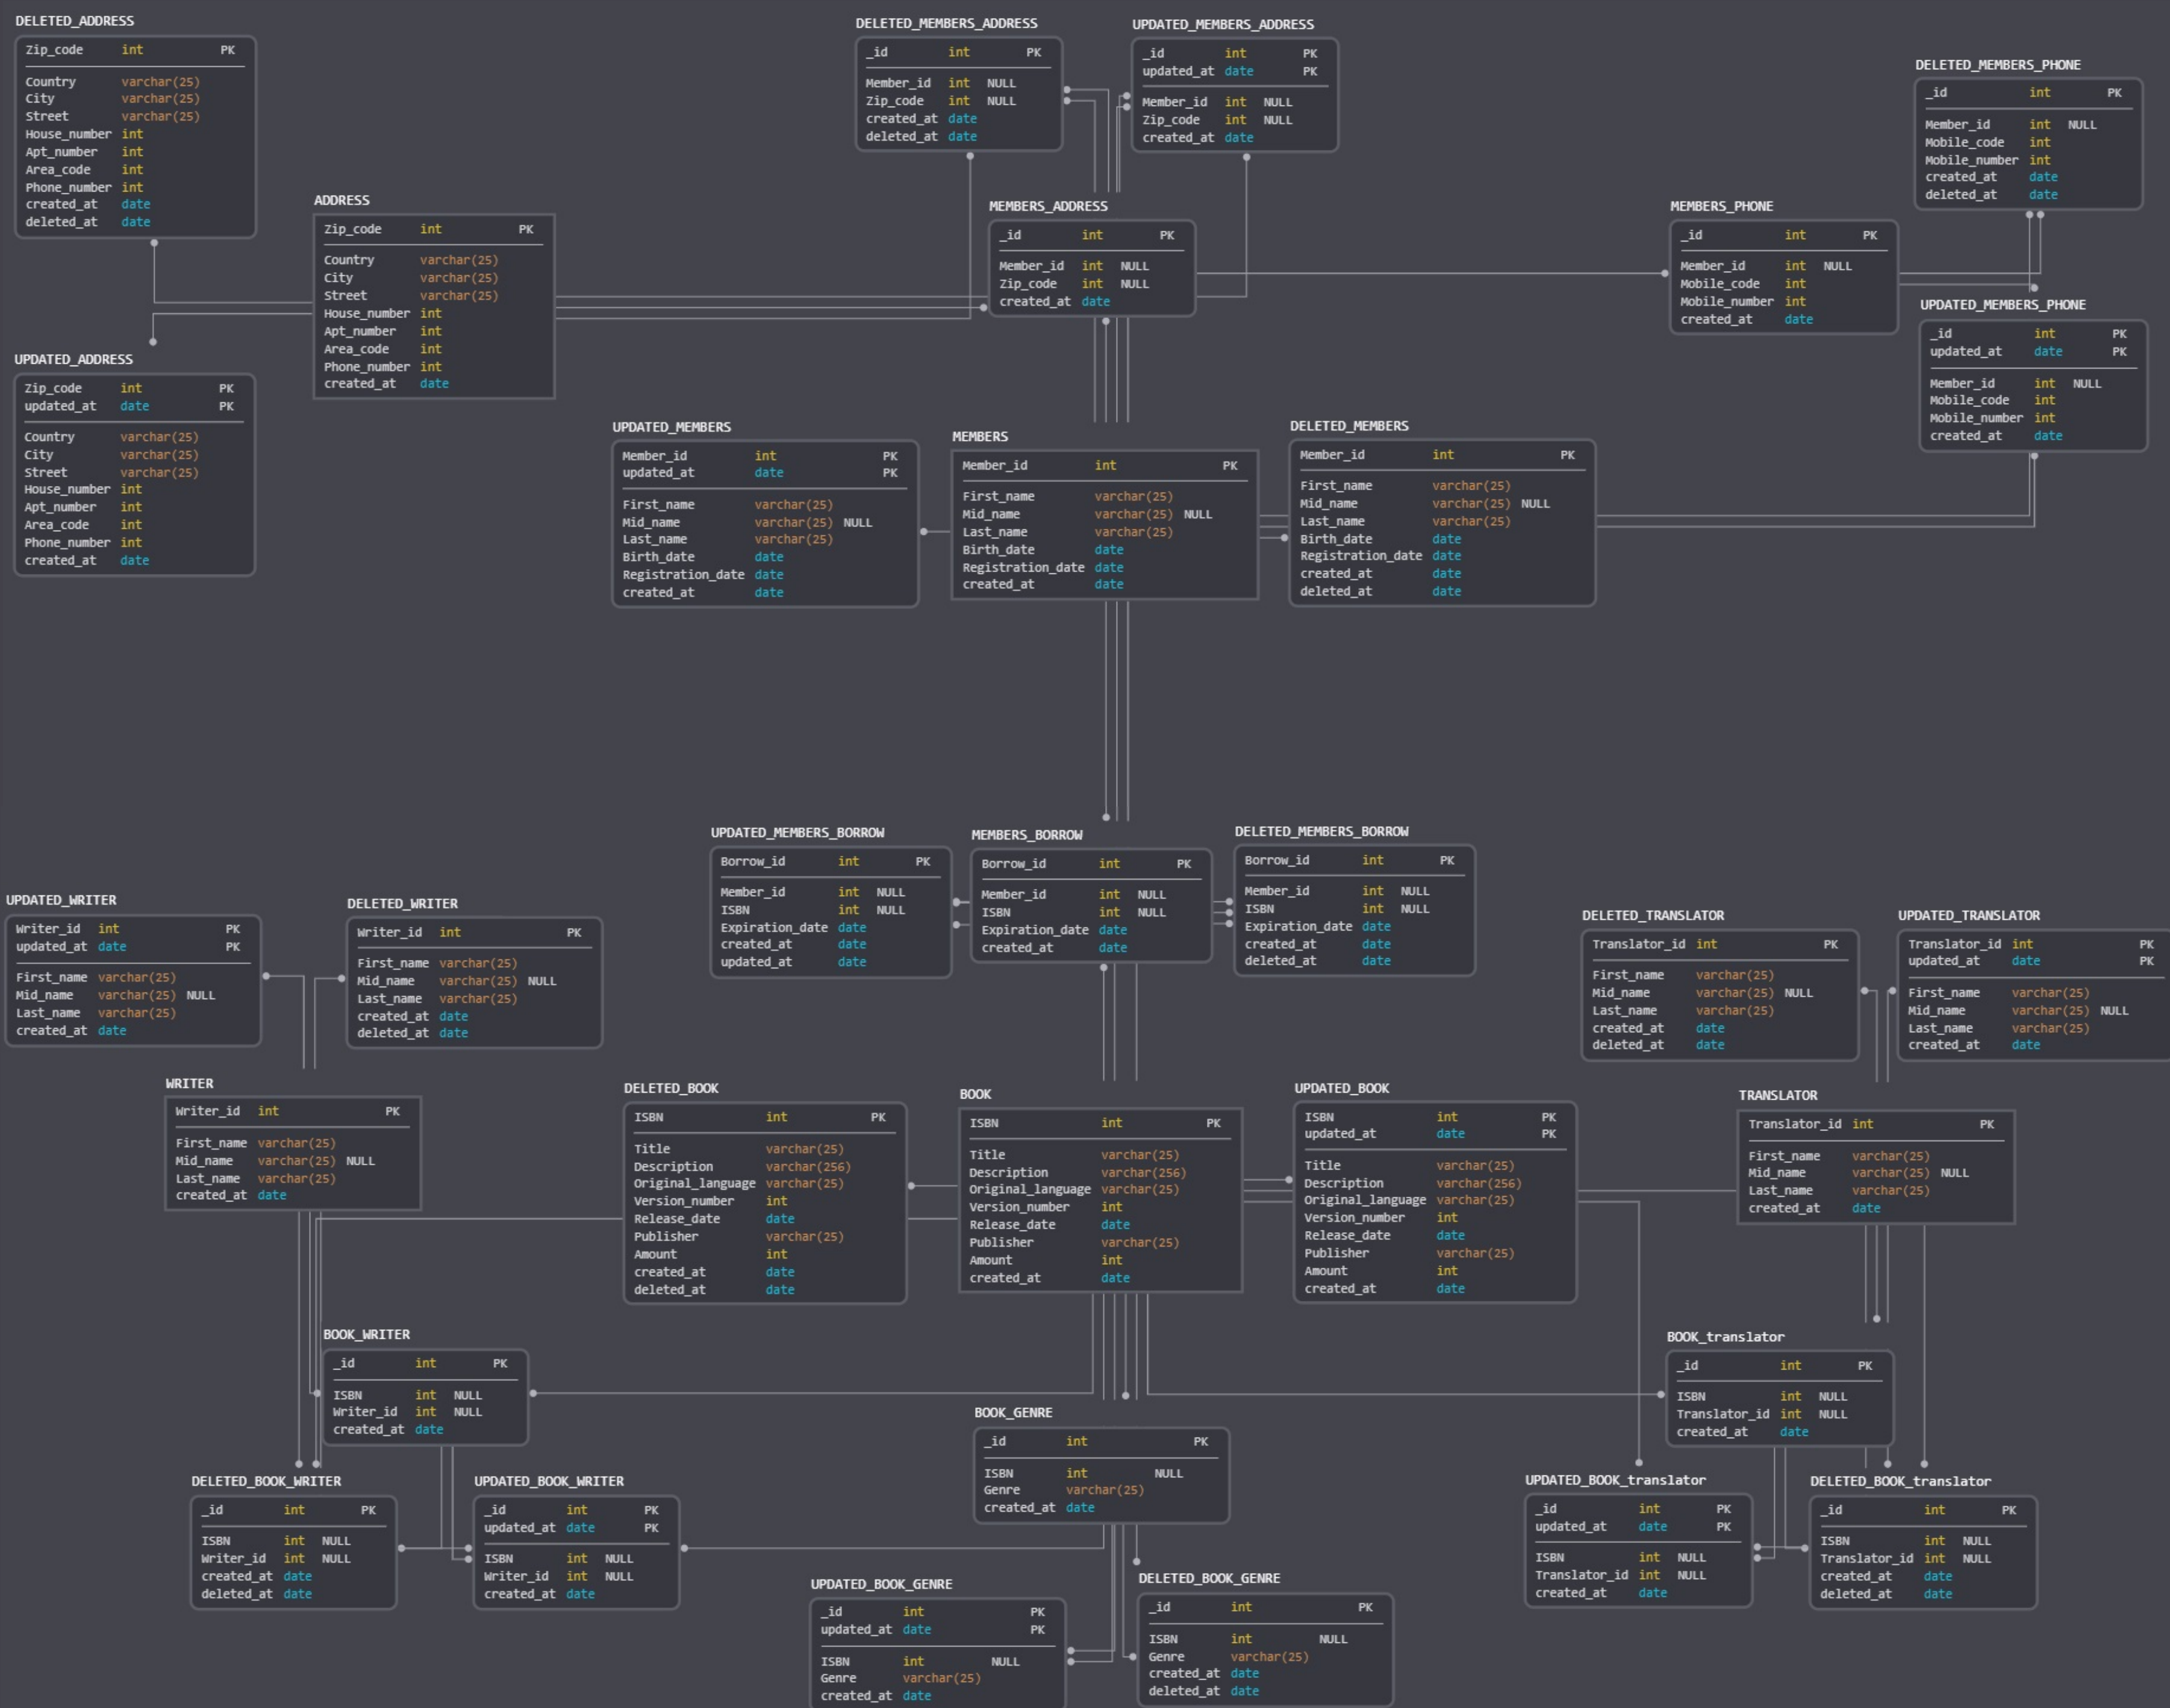 DELETED_ADDRESS
Zip_code int PK
Country varchar(25)
City varchar(25)
Street varchar(25)
House_number int
Apt_number int
Area_code int
Phone_number int
created_at date
deleted_at date
ADDRESS
Zip_code int PK
Country varchar(25)
City varchar(25)
Street varchar(25)
House_number int
Apt_number int
Area_code int
Phone_number int
created_at date
UPDATED_ADDRESS
Zip_code int PK
updated_at date PK
Country varchar(25)
City varchar(25)
Street varchar(25)
House_number int
Apt_number int
Area_code int
Phone_number int
created_at date
DELETED_MEMBERS_ADDRESS
_id int PK
Member_id int NULL
Zip_code int NULL
created_at date
deleted_at date
UPDATED_MEMBERS_ADDRESS
_id int PK
updated_at date PK
Member_id int NULL
Zip_code int NULL
created_at date
MEMBERS_ADDRESS
_id int PK
Member_id int NULL
Zip_code int NULL
created_at date
DELETED_MEMBERS_PHONE
_id int PK
Member_id int NULL
Mobile_code int
Mobile_number int
created_at date
deleted_at date
MEMBERS_PHONE
_id int PK
Member_id int NULL
Mobile_code int
Mobile_number int
created_at date
UPDATED_MEMBERS_PHONE
_id int PK
updated_at date PK
Member_id int NULL
Mobile_code int
Mobile_number int
created_at date
UPDATED_MEMBERS
Member_id int PK
updated_at date PK
First_name varchar(25)
Mid_name varchar(25) NULL
Last_name varchar(25)
Birth_date date
Registration_date date
created_at date
MEMBERS
Member_id int PK
First_name varchar(25)
Mid_name varchar(25) NULL
Last_name varchar(25)
Birth_date date
Registration_date date
created_at date
DELETED_MEMBERS
Member_id int PK
First_name varchar(25)
Mid_name varchar(25) NULL
Last_name varchar(25)
Birth_date date
Registration_date date
created_at date
deleted_at date
UPDATED_MEMBERS_BORROW
Borrow_id int PK
Member_id int NULL
ISBN int NULL
Expiration_date date
created_at date
updated_at date
MEMBERS_BORROW
Borrow_id int PK
Member_id int NULL
ISBN int NULL
Expiration_date date
created_at date
DELETED_MEMBERS_BORROW
Borrow_id int PK
Member_id int NULL
ISBN int NULL
Expiration_date date
created_at date
deleted_at date
UPDATED_WRITER
Writer_id int PK
updated_at date PK
First_name varchar(25)
Mid_name varchar(25) NULL
Last_name varchar(25)
created_at date
DELETED_WRITER
Writer_id int PK
First_name varchar(25)
Mid_name varchar(25) NULL
Last_name varchar(25)
created_at date
deleted_at date
DELETED_TRANSLATOR
Translator_id int PK
First_name varchar(25)
Mid_name varchar(25) NULL
Last_name varchar(25)
created_at date
deleted_at date
UPDATED_TRANSLATOR
Translator_id int PK
updated_at date PK
First_name varchar(25)
Mid_name varchar(25) NULL
Last_name varchar(25)
created_at date
WRITER
Writer_id int PK
First_name varchar(25)
Mid_name varchar(25) NULL
Last_name varchar(25)
created_at date
DELETED_BOOK
ISBN int PK
Title varchar(25)
Description varchar(256)
Original_language varchar(25)
Version_number int
Release_date date
Publisher varchar(25)
Amount int
created_at date
deleted_at date
BOOK
ISBN int PK
Title varchar(25)
Description varchar(256)
Original_language varchar(25)
Version_number int
Release_date date
Publisher varchar(25)
Amount int
created_at date
UPDATED_BOOK
ISBN int PK
updated_at date PK
Title varchar(25)
Description varchar(256)
Original_language varchar(25)
Version_number int
Release_date date
Publisher varchar(25)
Amount int
created_at date
TRANSLATOR
Translator_id int PK
First_name varchar(25)
Mid_name varchar(25) NULL
Last_name varchar(25)
created_at date
BOOK_WRITER
_id int PK
ISBN int NULL
Writer_id int NULL
created_at date
BOOK_translator
_id int PK
ISBN int NULL
Translator_id int NULL
created_at date
BOOK_GENRE
_id int PK
ISBN int NULL
Genre varchar(25)
created_at date
DELETED_BOOK_WRITER
_id int PK
ISBN int NULL
Writer_id int NULL
created_at date
deleted_at date
UPDATED_BOOK_WRITER
_id int PK
updated_at date PK
ISBN int NULL
Writer_id int NULL
created_at date
UPDATED_BOOK_translator
_id int PK
updated_at date PK
ISBN int NULL
Translator_id int NULL
created_at date
DELETED_BOOK_translator
_id int PK
ISBN int NULL
Translator_id int NULL
created_at date
deleted_at date
UPDATED_BOOK_GENRE
_id int PK
updated_at date PK
ISBN int NULL
Genre varchar(25)
created_at date
DELETED_BOOK_GENRE
_id int PK
ISBN int NULL
Genre varchar(25)
created_at date
deleted_at date